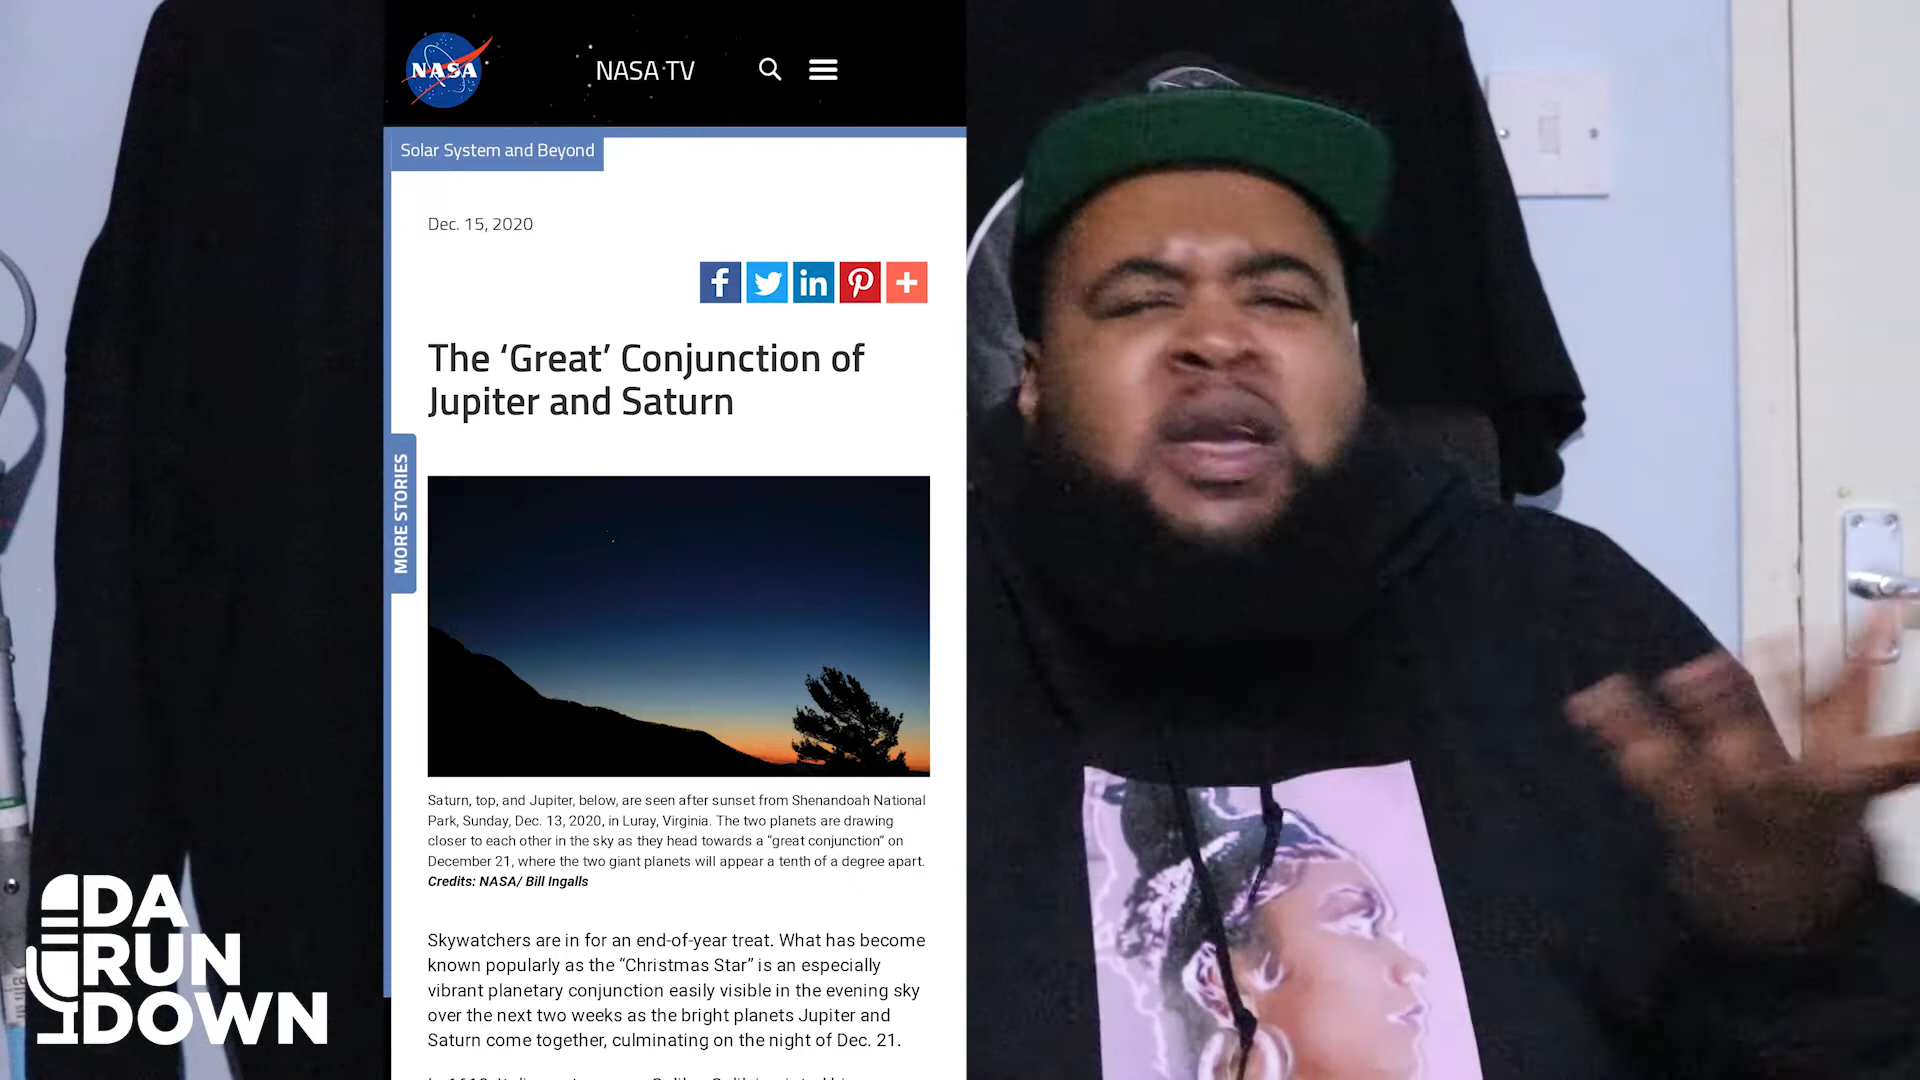 NASA
NASA TV
Solar System and Beyond
Dec. 15, 2020
The ‘Great’ Conjunction of
Jupiter and Saturn
MORE STORIES
Saturn, top, and Jupiter, below, are seen after sunset from Shenandoah National
Park, Sunday, Dec. 13, 2020, in Luray, Virginia. The two planets are drawing
closer to each other in the sky as they head towards a “great conjunction” on
December 21, where the two giant planets will appear a tenth of a degree apart.
Credits: NASA/ Bill Ingalls
Skywatchers are in for an end-of-year treat. What has become
known popularly as the “Christmas Star” is an especially
vibrant planetary conjunction easily visible in the evening sky
over the next two weeks as the bright planets Jupiter and
Saturn come together, culminating on the night of Dec. 21.
DA
RUN
DOWN